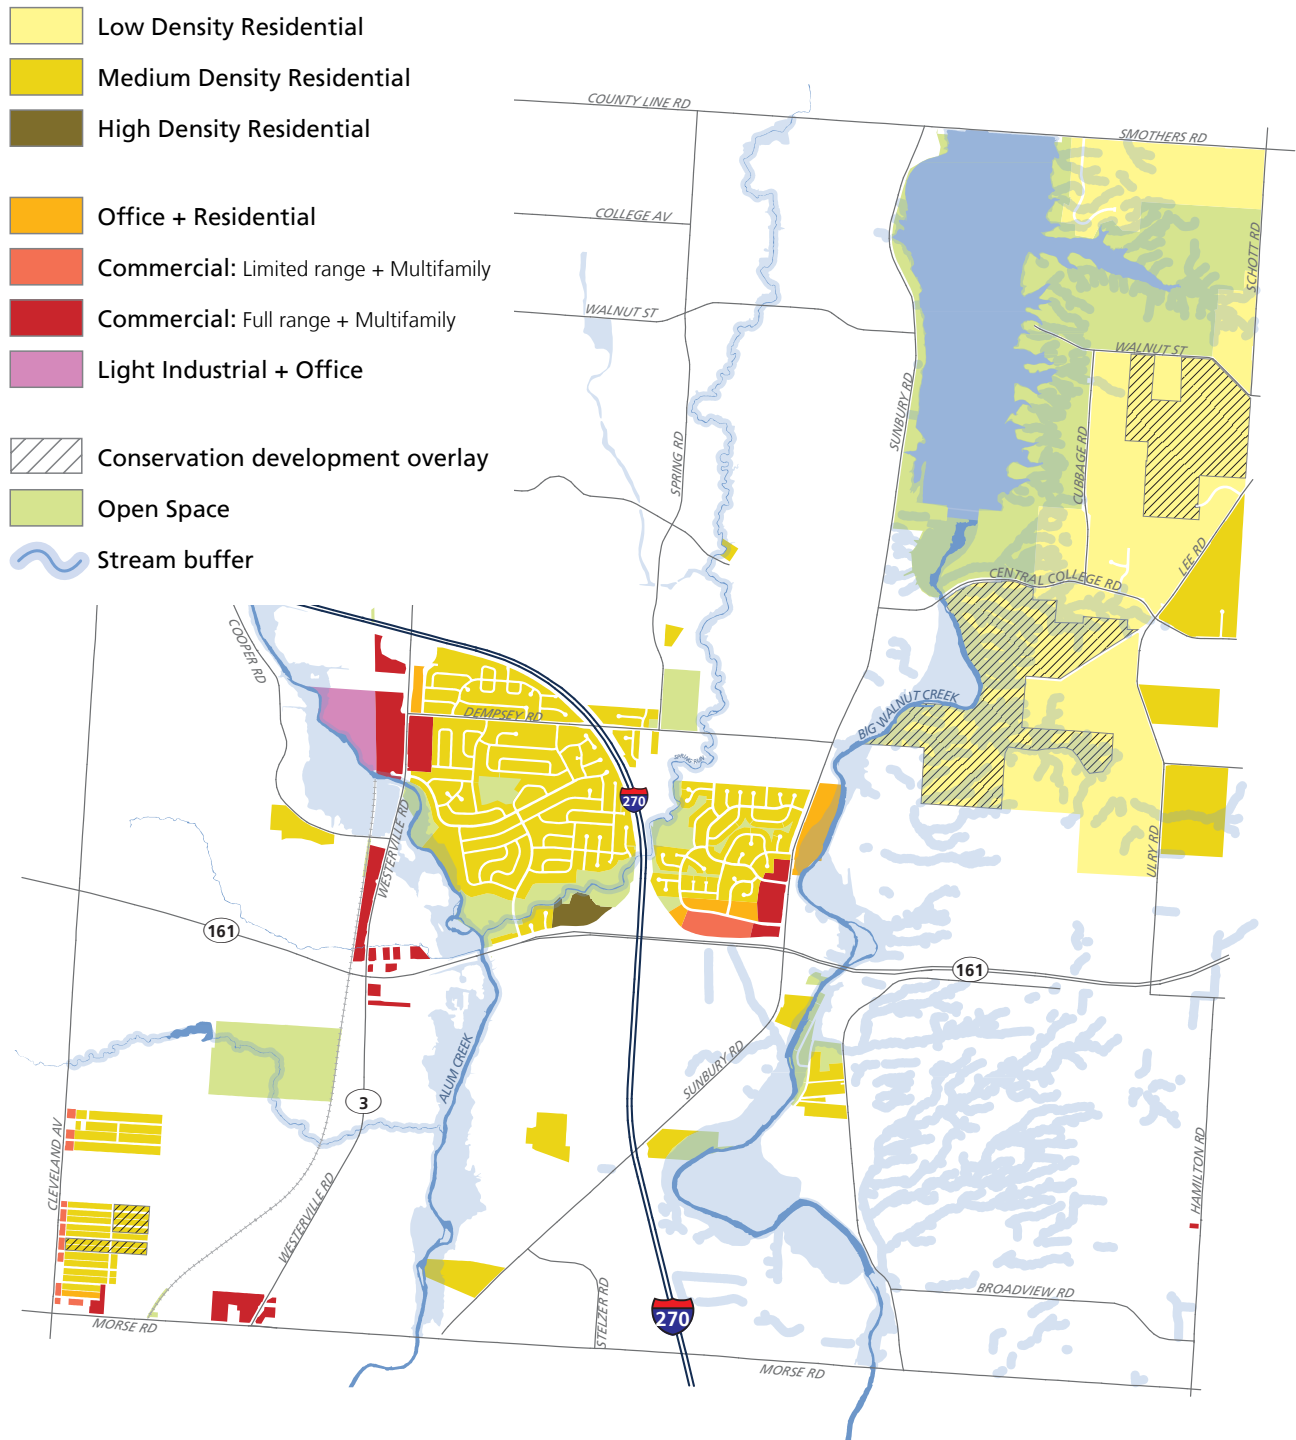 Low Density Residential
Medium Density Residential
High Density Residential
Office + Residential
Commercial: Limited range + Multifamily
Commercial: Full range + Multifamily
Light Industrial + Office
Conservation development overlay
Open Space
Stream buffer
COUNTY LINE RD
SMOTHERS RD
COLLEGE AV
SCHOTT RD
WALNUT ST
WALNUT ST
SUNBURY RD
SPRING RD
CUBBAGE RD
LEE RD
CENTRAL COLLEGE RD
COOPER RD
BIG WALNUT CREEK
DEMPSEY RD
SPRING RUN
270
WESTERVILLE RD
ULRY RD
161
161
SUNBURY RD
ALUM CREEK
3
CLEVELAND AV
HAMILTON RD
WESTERVILLE RD
BROADVIEW RD
STELZER RD
270
MORSE RD
MORSE RD